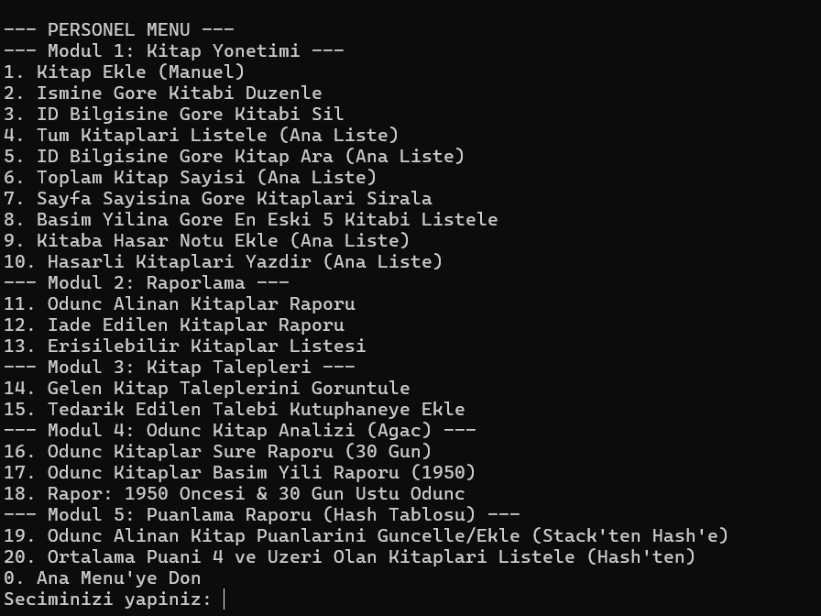 --- PERSONEL MENU ---
--- Modul 1: Kitap Yonetimi ---
1. Kitap Ekle (Manuel)
2. Ismine Gore Kitabi Duzenle
3. ID Bilgisine Gore Kitabi Sil
4. Tum Kitaplari Listele (Ana Liste)
5. ID Bilgisine Gore Kitap Ara (Ana Liste)
6. Toplam Kitap Sayisi (Ana Liste)
7. Sayfa Sayisina Gore Kitaplari Sirala
8. Basim Yilina Gore En Eski 5 Kitabi Listele
9. Kitaba Hasar Notu Ekle (Ana Liste)
10. Hasarli Kitaplari Yazdir (Ana Liste)
--- Modul 2: Raporlama ---
11. Odunc Alinan Kitaplar Raporu
12. Iade Edilen Kitaplar Raporu
13. Erisilebilir Kitaplar Listesi
--- Modul 3: Kitap Talepleri ---
14. Gelen Kitap Taleplerini Goruntule
15. Tedarik Edilen Talebi Kutuphaneye Ekle
--- Modul 4: Odunc Kitap Analizi (Agac) ---
16. Odunc Kitaplar Sure Raporu (30 Gun)
17. Odunc Kitaplar Basim Yili Raporu (1950)
18. Rapor: 1950 Oncesi & 30 Gun Ustu Odunc
--- Modul 5: Puanlama Raporu (Hash Tablosu) ---
19. Odunc Alinan Kitap Puanlarini Guncelle/Ekle (Stack'ten Hash'e)
20. Ortalama Puani 4 ve Uzeri Olan Kitaplari Listele (Hash'ten)
0. Ana Menu'ye Don
Seciminizi yapiniz: